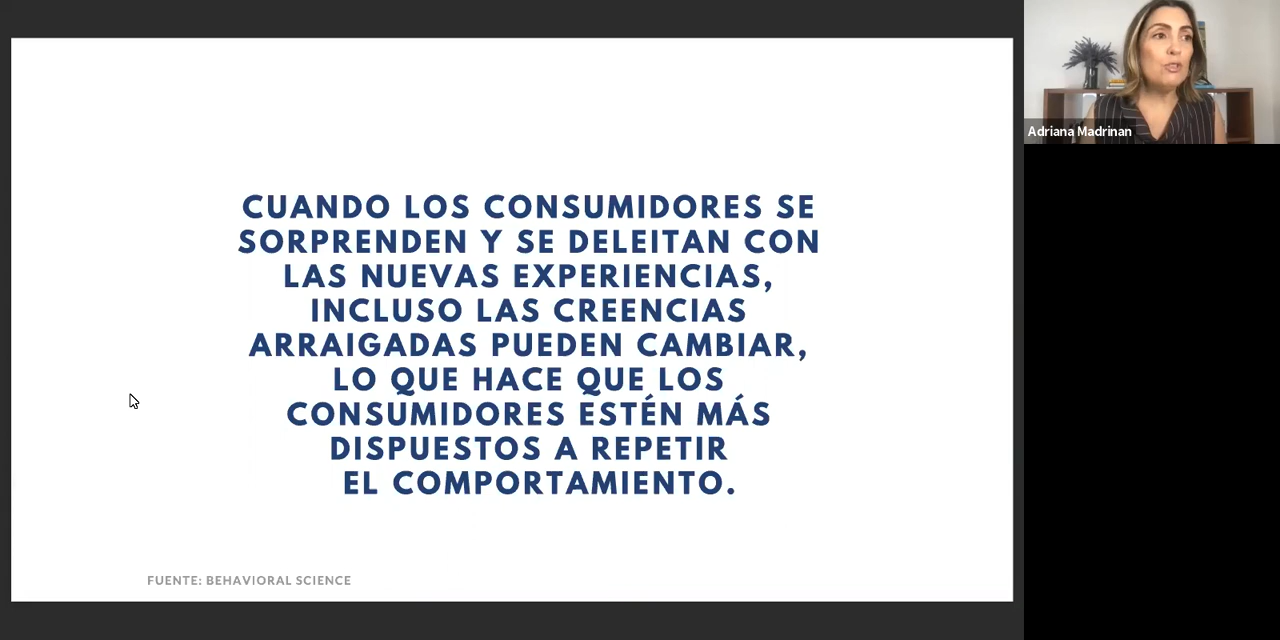 CUANDO LOS CONSUMIDORES SE
SORPRENDEN Y SE DELEITAN CON
LAS NUEVAS EXPERIENCIAS,
INCLUSO LAS CREENCIAS
ARRAIGADAS PUEDEN CAMBIAR,
LO QUE HACE QUE LOS
CONSUMIDORES ESTÉN MÁS
DISPUESTOS A REPETIR
EL COMPORTAMIENTO.
FUENTE: BEHAVIORAL SCIENCE
Adriana Madrinan